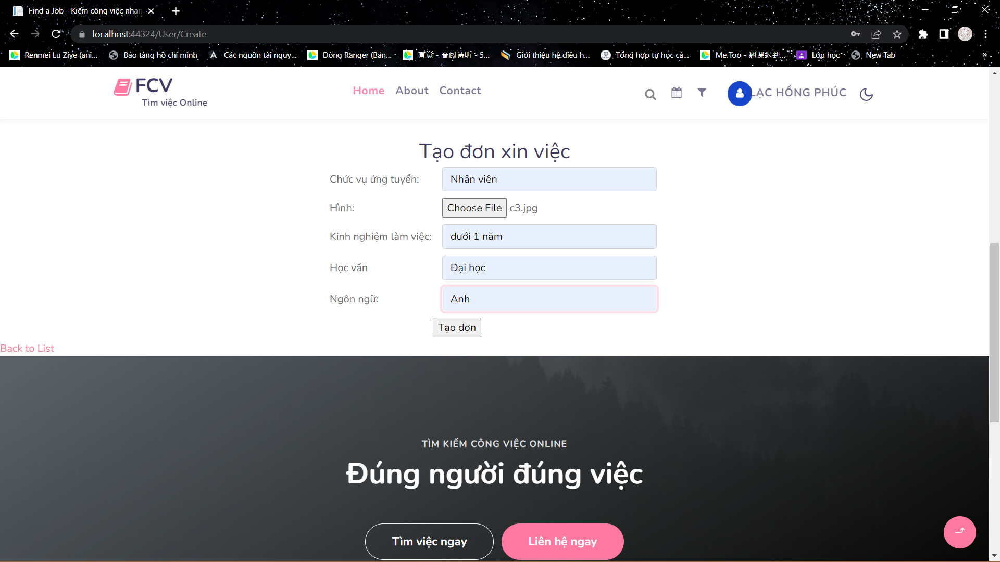 Find a Job - Kiếm công việc nhan
localhost:44324/User/Create
Renmei Lu Ziye (ani...
Bảo tàng hồ chí minh
Các nguồn tài nguy...
Dòng Ranger (Bản...
直觉 - 音阙诗听 - 5...
Giới thiệu hệ điều h...
Tổng hợp tự học cá...
Me.Too - 翘课迟到...
Lớp học
New Tab
»
FCV
Tìm việc Online
Home
About
Contact
LẠC HỒNG PHÚC
Tạo đơn xin việc
Chức vụ ứng tuyển: Nhân viên
Hình: Choose File c3.jpg
Kinh nghiệm làm việc: dưới 1 năm
Học vấn Đại học
Ngôn ngữ: Anh
Tạo đơn
Back to List
TÌM KIẾM CÔNG VIỆC ONLINE
Đúng người đúng việc
Tìm việc ngay
Liên hệ ngay